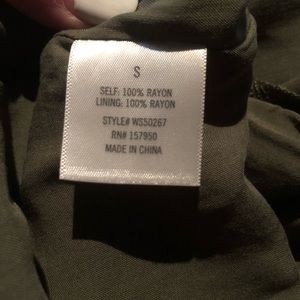 S
SELF: 100% RAYON
LINING: 100% RAYON
STYLE# WS50267
RN# 157950
MADE IN CHINA